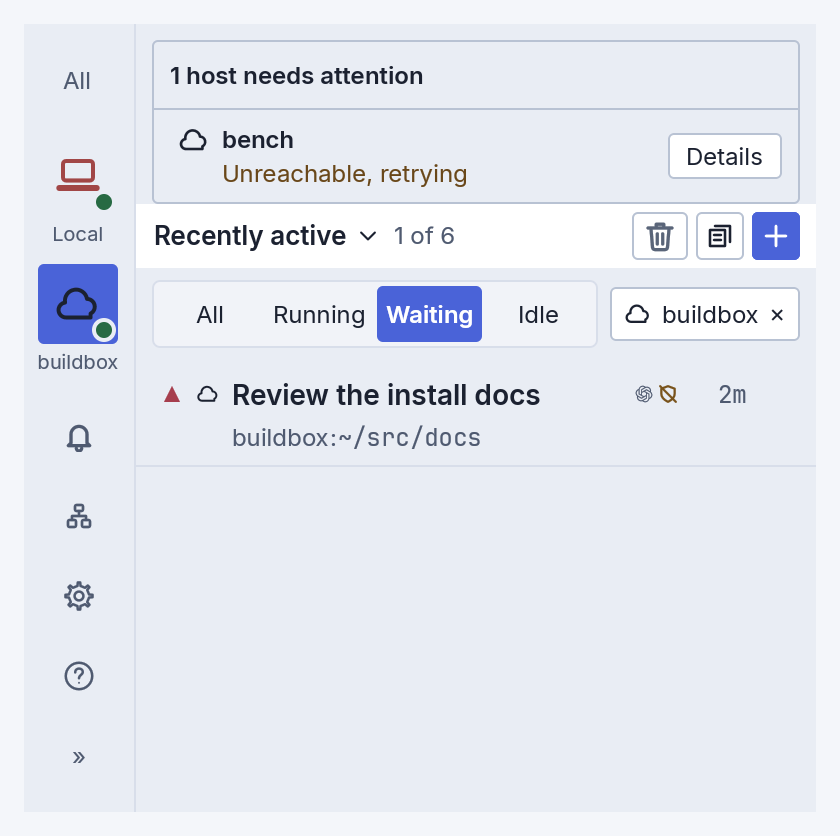 All
Local
buildbox
»
1 host needs attention
bench
Unreachable, retrying
Details
Recently active 1 of 6
All Running Waiting Idle buildbox ×
Review the install docs 2m
buildbox:~/src/docs